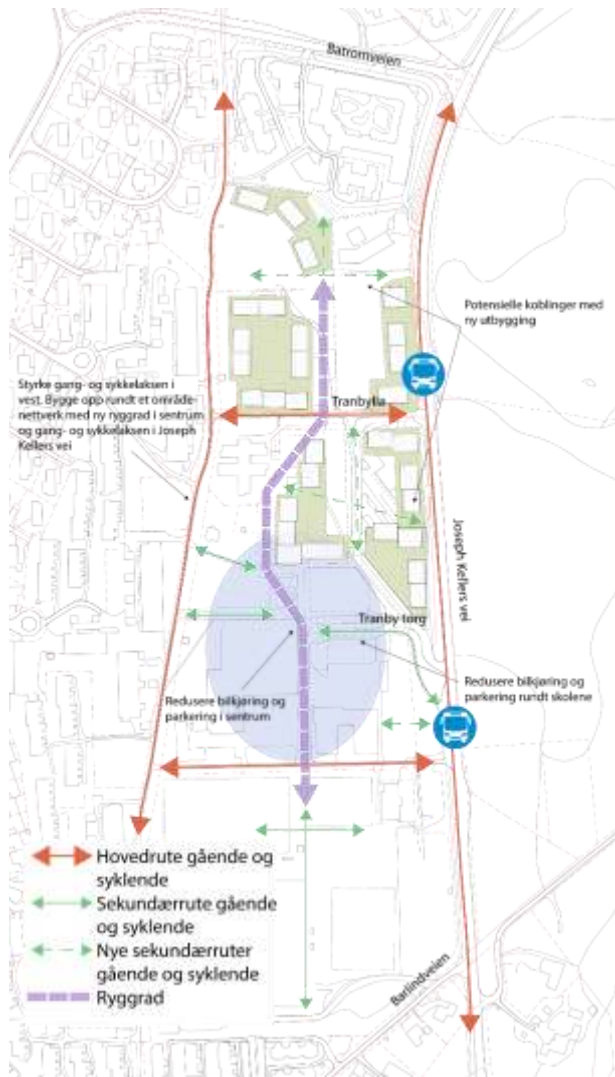 Båtromveien
Potensielle koblinger med
ny utbygging
Styrke gang- og sykkelaksen i
vest. Bygge opp rundt et område-
nettverk med ny ryggrad i sentrum
og gang- og sykkelaksen i Joseph
Kellers vei
Tranbylia
Joseph Kellers vei
Tranby torg
Redusere bilkjøring og
parkering rundt skolene
Redusere bilkjøring og
parkering i sentrum
Hovedrute gående og
syklende
Sekundærrute gående
og syklende
Nye sekundærruter
gående og syklende
Ryggrad
Barlindveien